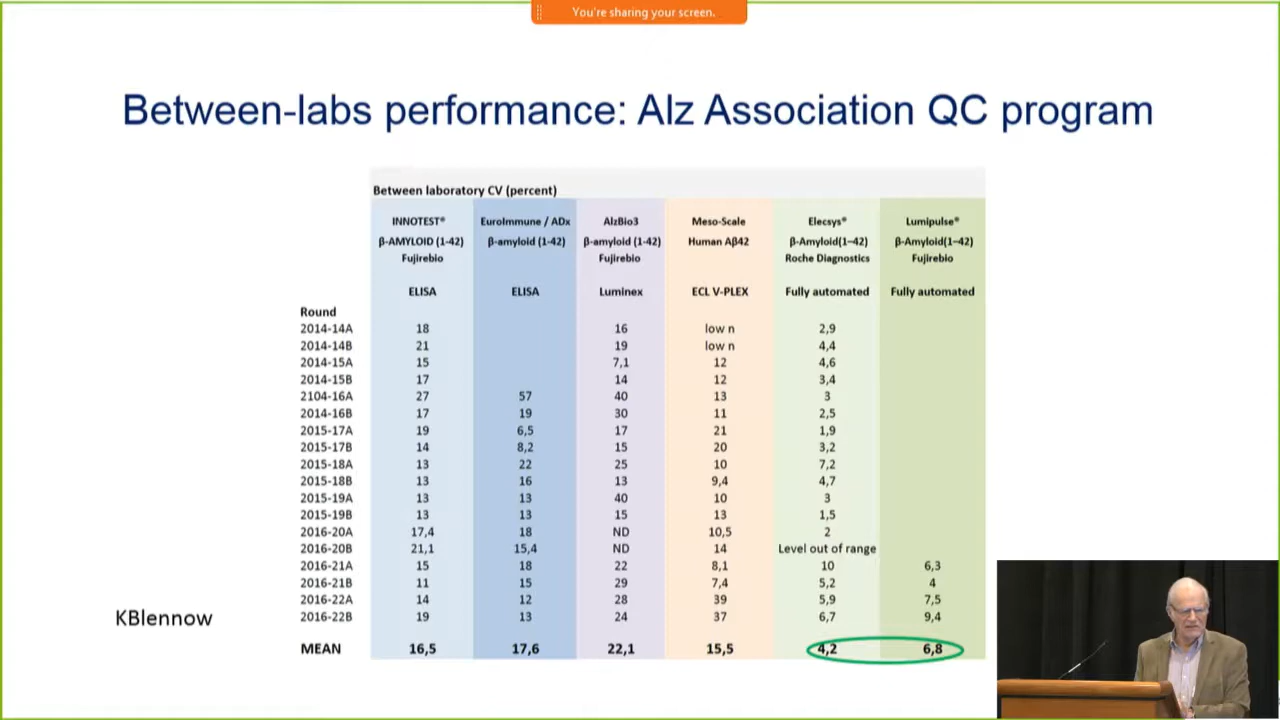 You're sharing your screen.
Between-labs performance: Alz Association QC program
Between laboratory CV (percent)
INNOTEST® EuroImmune / ADx AlzBio3 Meso-Scale Elecsys® Lumipulse®
β-AMYLOID (1-42) β-amyloid (1-42) β-amyloid (1-42) Human Aβ42 β-Amyloid(1–42) β-Amyloid(1–42)
Fujirebio Fujirebio Roche Diagnostics Fujirebio
ELISA ELISA Luminex ECL V-PLEX Fully automated Fully automated
Round
2014-14A 18 16 low n 2,9
2014-14B 21 19 low n 4,4
2014-15A 15 7,1 12 4,6
2014-15B 17 14 12 3,4
2104-16A 27 57 40 13 3
2014-16B 17 19 30 11 2,5
2015-17A 19 6,5 17 21 1,9
2015-17B 14 8,2 15 20 3,2
2015-18A 13 22 25 10 7,2
2015-18B 13 16 13 9,4 4,7
2015-19A 13 13 40 10 3
2015-19B 13 13 15 13 1,5
2016-20A 17,4 18 ND 10,5 2
2016-20B 21,1 15,4 ND 14 Level out of range
2016-21A 15 18 22 8,1 10 6,3
2016-21B 11 15 29 7,4 5,2 4
2016-22A 14 12 28 39 5,9 7,5
2016-22B 19 13 24 37 6,7 9,4
KBlennow
MEAN 16,5 17,6 22,1 15,5 4,2 6,8